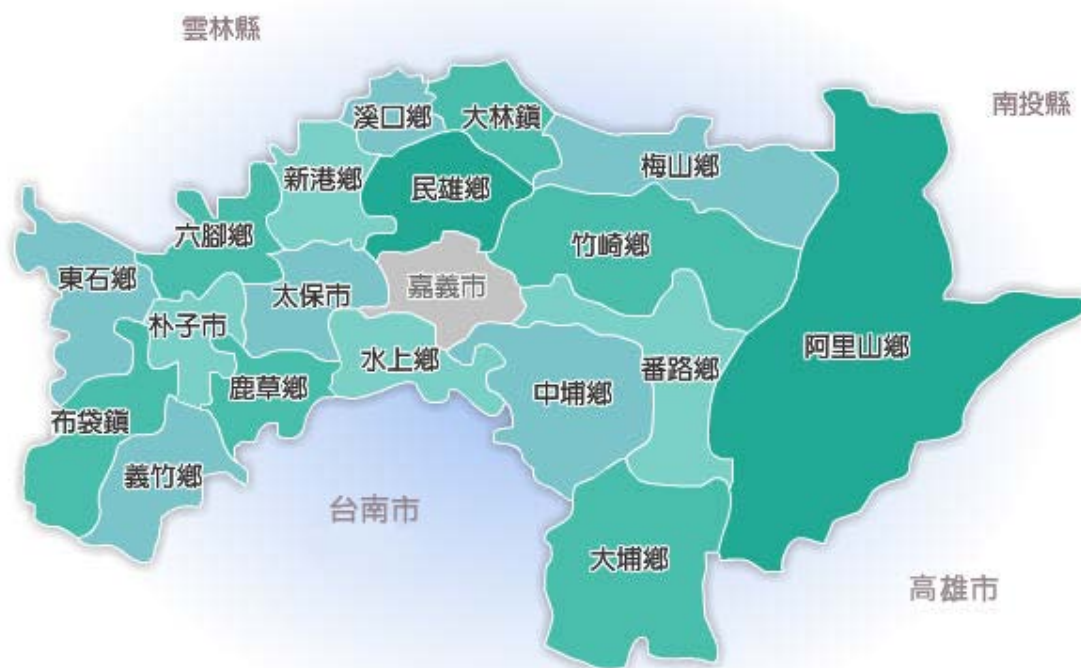 雲林縣
南投縣
溪口鄉
大林鎮
梅山鄉
新港鄉
民雄鄉
六腳鄉
竹崎鄉
東石鄉
太保市
嘉義市
朴子市
水上鄉
番路鄉
阿里山鄉
鹿草鄉
中埔鄉
布袋鎮
義竹鄉
台南市
大埔鄉
高雄市